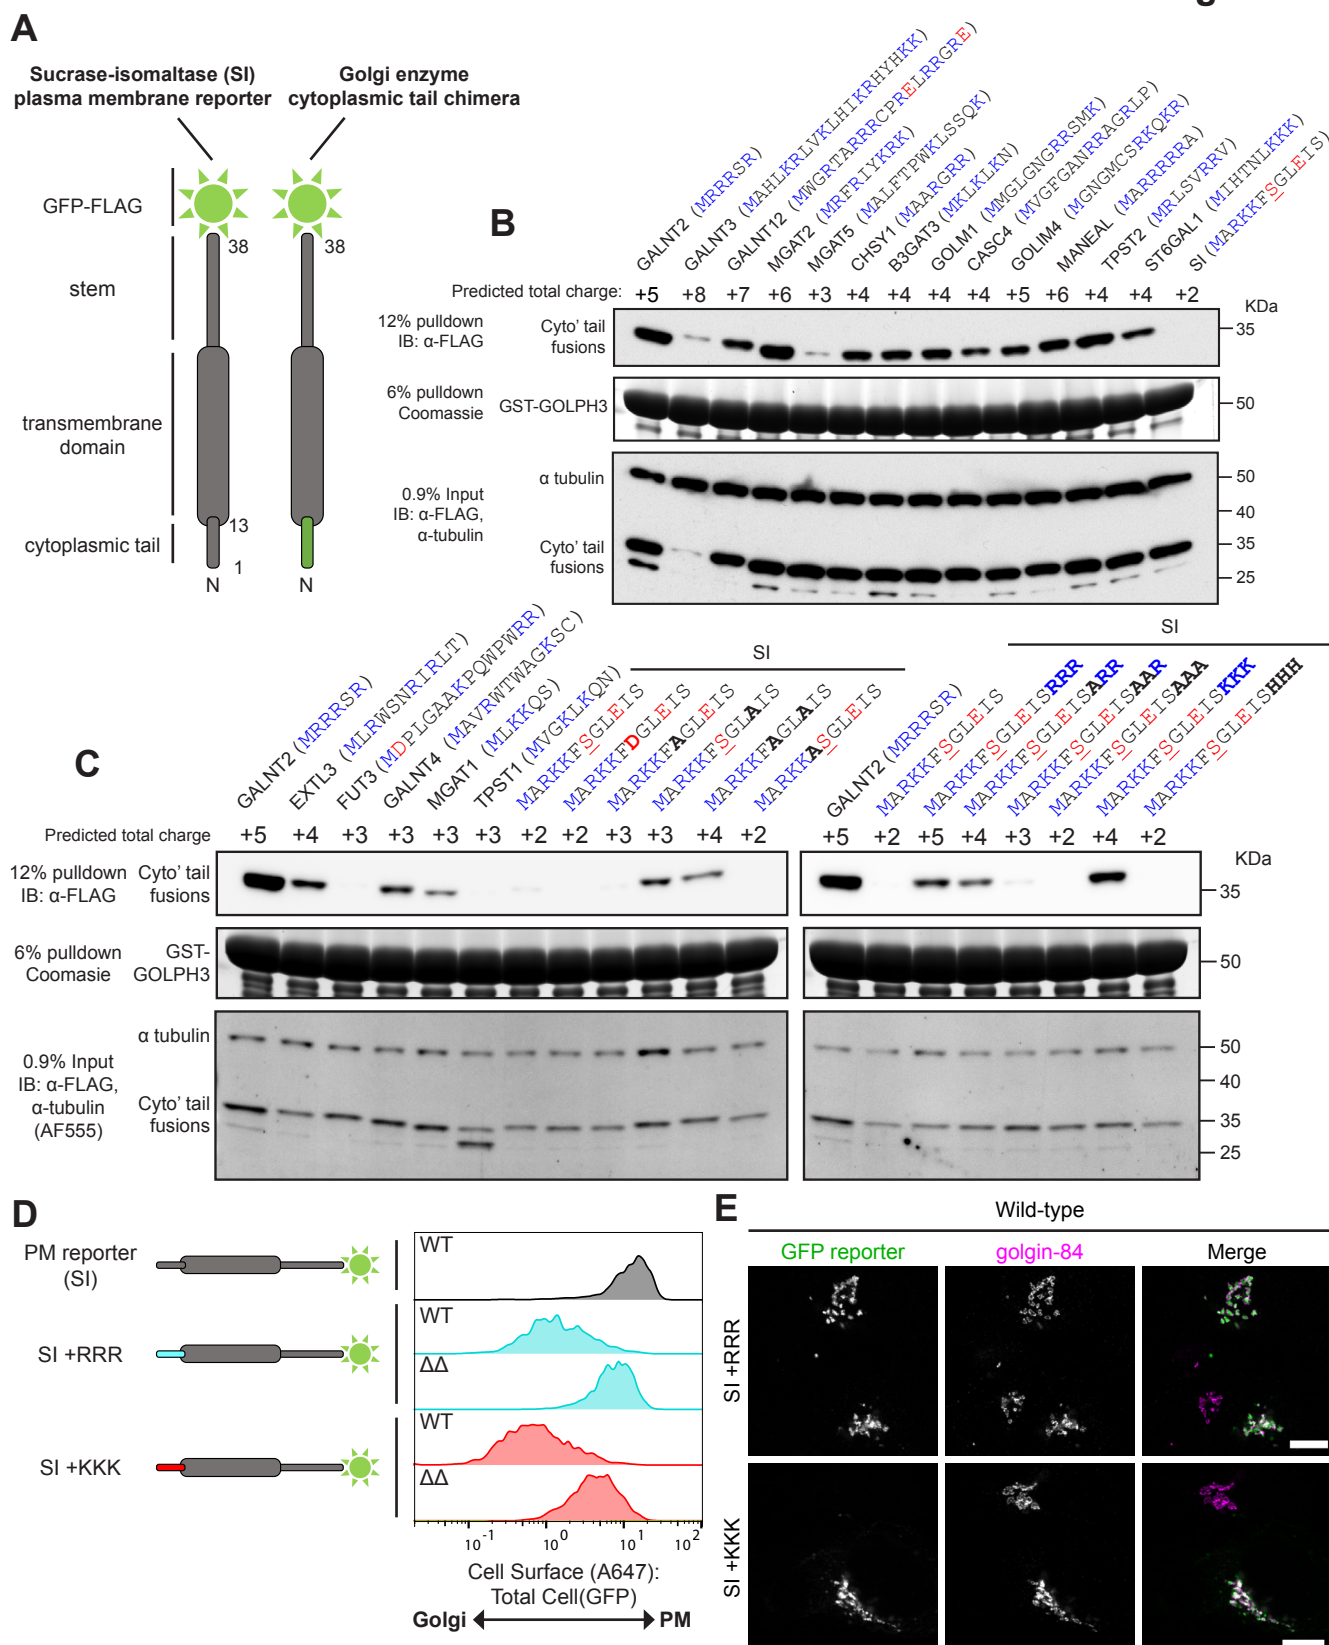 A
Sucrase-isomaltase (SI)
plasma membrane reporter
Golgi enzyme
cytoplasmic tail chimera
GFP-FLAG
38
38
stem
transmembrane
domain
13
cytoplasmic tail
1
N
N
B
GALNT2 (MRRRSR)
GALNT3 (MAHLKRLVKLHIKRHYHKK)
GALNT12 (MWGRTARRRCPRELRRGRE)
MGAT2 (MRFRIYKRK)
MGAT5 (MALFTPWKLSSQK)
CHSY1 (MAARGRR)
B3GAT3 (MKLKLKN)
GOLM1 (MMGLGNGRRSMK)
CASC4 (MVGFGANRRAGRLP)
GOLIM4 (MGNGMCSRKQKR)
MANEAL (MARRRRRA)
TPST2 (MRLSVRRV)
ST6GAL1 (MIHTNLKKK)
SI (MARKKFSGLEIS)
Predicted total charge: +5 +8 +7 +6 +3 +4 +4 +4 +4 +5 +6 +4 +4 +2
KDa
12% pulldown
IB: α-FLAG
Cyto' tail
fusions
35
6% pulldown
Coomassie
GST-GOLPH3
50
α tubulin
0.9% Input
IB: α-FLAG,
α-tubulin
Cyto' tail
fusions
50
40
35
25
C
GALNT2 (MRRRSR)
EXTL3 (MLRWSNRIRLT)
FUT3 (MDPLGAAKPQWPWRR)
GALNT4 (MAVRWTWAGKSC)
MGAT1 (MLKKQS)
TPST1 (MVGKLKQN)
SI
MARKKFSGLEIS
MARKKFDGLEIS
MARKKFAGLEIS
MARKKFSGLAIS
MARKKFAGLAIS
MARKKASGLEIS
SI
GALNT2 (MRRRSR)
MARKKFSGLEIS
MARKKFSGLEISRRR
MARKKFSGLEISARR
MARKKFSGLEISAAR
MARKKFSGLEISAAA
MARKKFSGLEISKKK
MARKKFSGLEISHHH
Predicted total charge +5 +4 +3 +3 +3 +3 +2 +2 +3 +3 +4 +2
+5 +2 +5 +4 +3 +2 +4 +2
KDa
12% pulldown
IB: α-FLAG
Cyto' tail
fusions
35
6% pulldown
Coomasie
GST-
GOLPH3
50
α tubulin
0.9% Input
IB: α-FLAG,
α-tubulin
(AF555)
Cyto' tail
fusions
50
40
35
25
D
PM reporter
(SI)
WT
SI +RRR
WT
ΔΔ
SI +KKK
WT
ΔΔ
10-1 100 101 102
Cell Surface (A647):
Total Cell(GFP)
Golgi PM
E
Wild-type
GFP reporter golgin-84 Merge
SI +RRR
SI +KKK